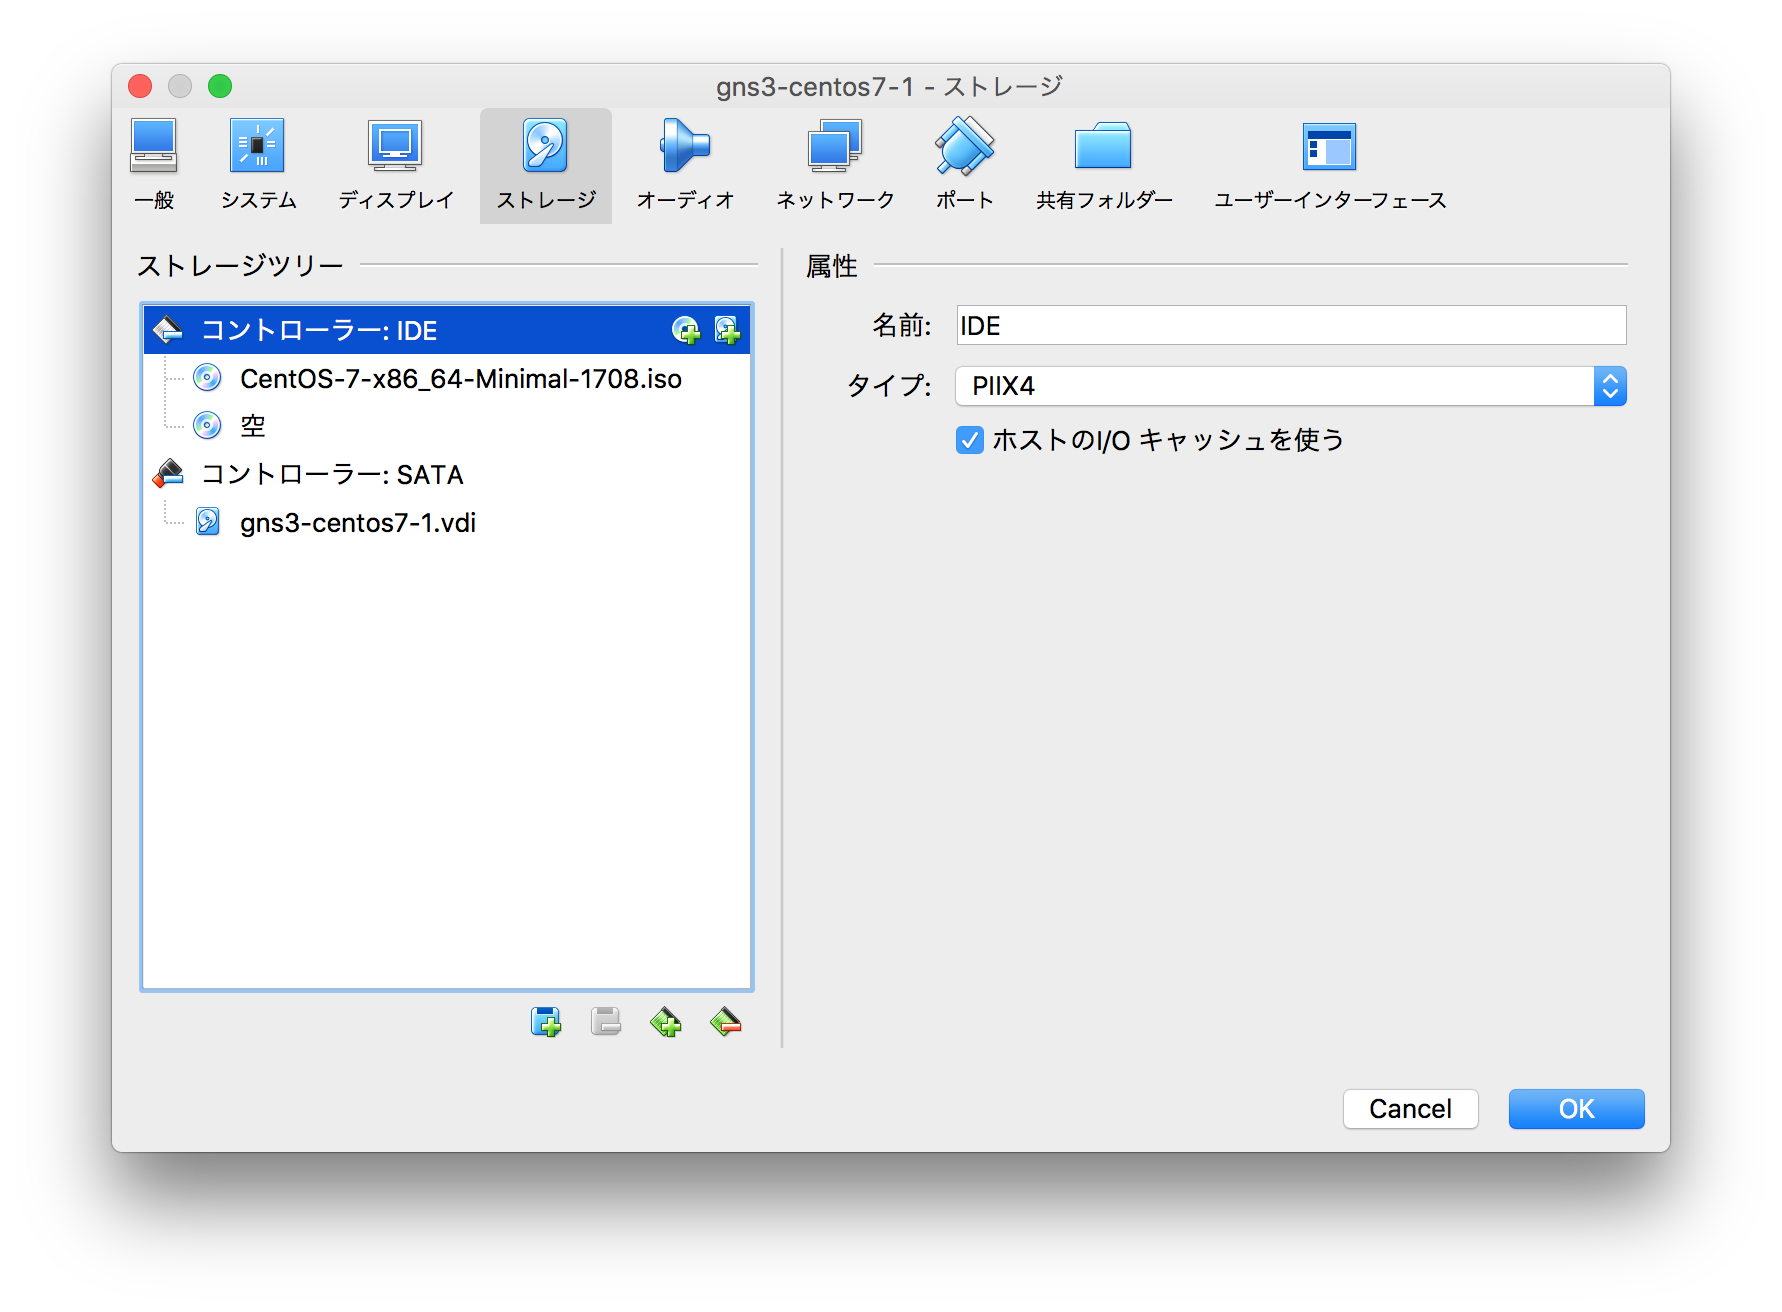 gns3-centos7-1 - ストレージ
一般 システム ディスプレイ ストレージ オーディオ ネットワーク ポート 共有フォルダー ユーザーインターフェース
ストレージツリー
コントローラー: IDE
CentOS-7-x86_64-Minimal-1708.iso
空
コントローラー: SATA
gns3-centos7-1.vdi
属性
名前: IDE
タイプ: PIIX4
ホストのI/O キャッシュを使う
Cancel OK